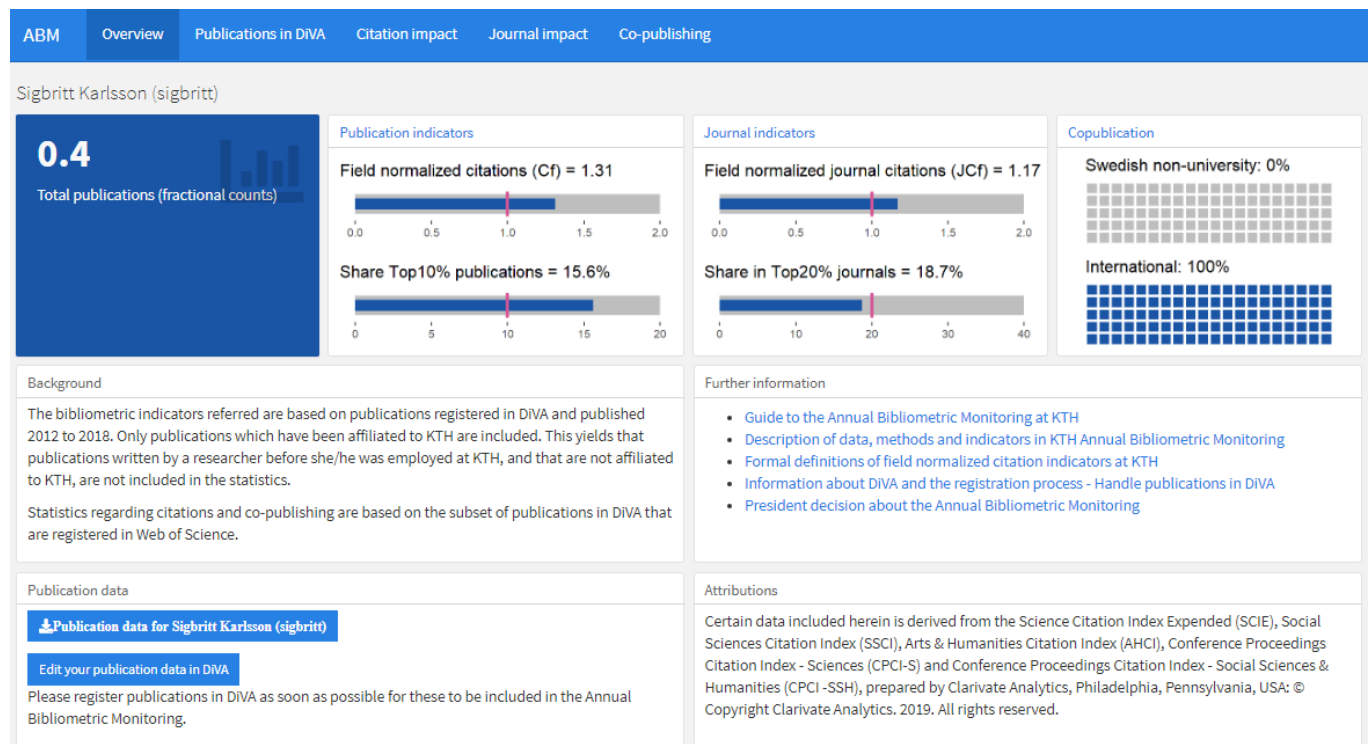 ABM Overview Publications in DiVA Citation impact Journal impact Co-publishing
Sigbritt Karlsson (sigbritt)
0.4
Total publications (fractional counts)
Publication indicators
Field normalized citations (Cf) = 1.31
0.0 0.5 1.0 1.5 2.0
Share Top10% publications = 15.6%
0 5 10 15 20
Journal indicators
Field normalized journal citations (JCf) = 1.17
0.0 0.5 1.0 1.5 2.0
Share in Top20% journals = 18.7%
0 10 20 30 40
Copublication
Swedish non-university: 0%
International: 100%
Background
The bibliometric indicators referred are based on publications registered in DiVA and published
2012 to 2018. Only publications which have been affiliated to KTH are included. This yields that
publications written by a researcher before she/he was employed at KTH, and that are not affiliated
to KTH, are not included in the statistics.
Statistics regarding citations and co-publishing are based on the subset of publications in DiVA that
are registered in Web of Science.
Further information
• Guide to the Annual Bibliometric Monitoring at KTH
• Description of data, methods and indicators in KTH Annual Bibliometric Monitoring
• Formal definitions of field normalized citation indicators at KTH
• Information about DiVA and the registration process - Handle publications in DiVA
• President decision about the Annual Bibliometric Monitoring
Publication data
Publication data for Sigbritt Karlsson (sigbritt)
Edit your publication data in DiVA
Please register publications in DiVA as soon as possible for these to be included in the Annual
Bibliometric Monitoring.
Attributions
Certain data included herein is derived from the Science Citation Index Expended (SCIE), Social
Sciences Citation Index (SSCI), Arts & Humanities Citation Index (AHCI), Conference Proceedings
Citation Index - Sciences (CPCI-S) and Conference Proceedings Citation Index - Social Sciences &
Humanities (CPCI -SSH), prepared by Clarivate Analytics, Philadelphia, Pennsylvania, USA: ©
Copyright Clarivate Analytics. 2019. All rights reserved.